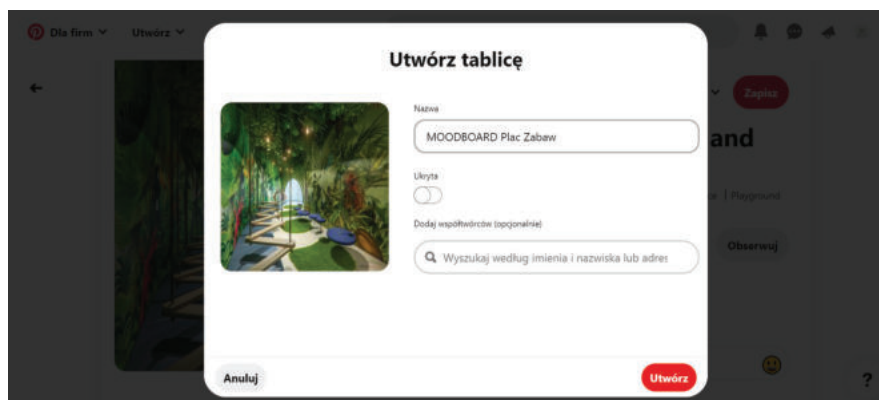 Dla firm
Utwórz
Utwórz tablicę
Nazwa
MOODBOARD Plac Zabaw
Ukryta
Dodaj współtwórców (opcjonalnie)
Wyszukaj według imienia i nazwiska lub adres
Anuluj
Utwórz
Zapisz
and
| Playground
Obserwuj
?